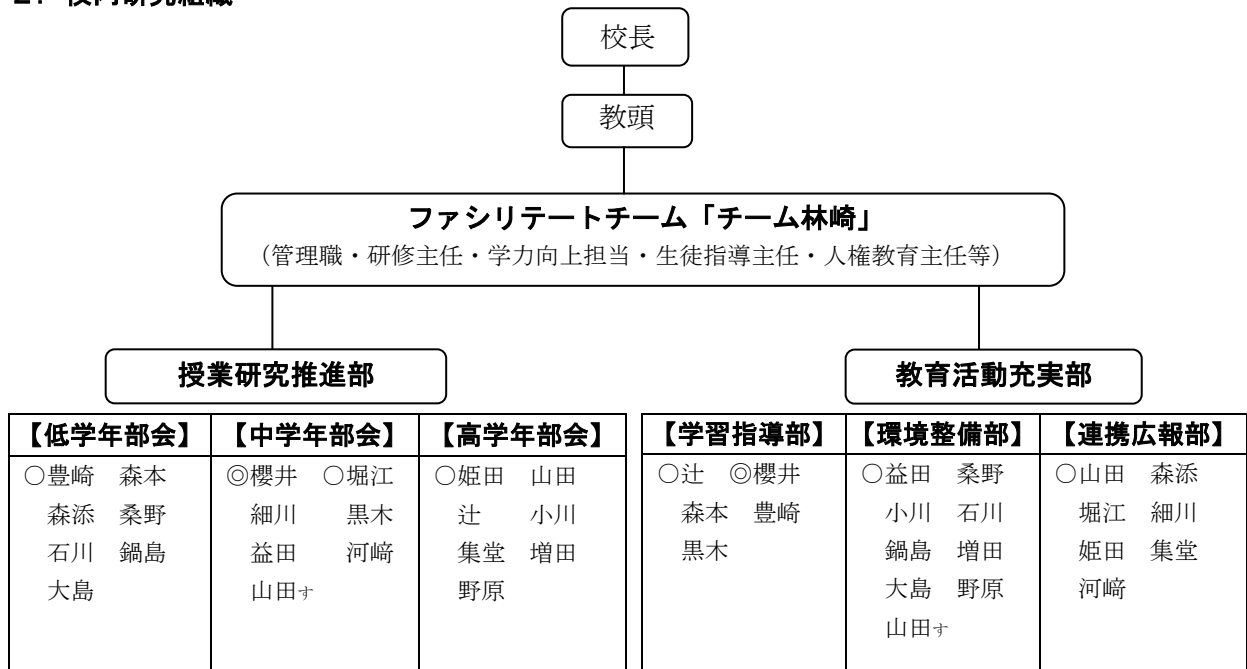 2. 校内研究組織
校長
教頭
ファシリテートチーム「チーム林崎」
（管理職・研修主任・学力向上担当・生徒指導主任・人権教育主任等）
授業研究推進部
【低学年部会】
○豊崎 森本
森添 桑野
石川 鍋島
大島
【中学年部会】
◎櫻井 ○堀江
細川 黒木
益田 河﨑
山田す
【高学年部会】
○姫田 山田
辻 小川
集堂 増田
野原
教育活動充実部
【学習指導部】
○辻 ◎櫻井
森本 豊崎
黒木
【環境整備部】
○益田 桑野
小川 石川
鍋島 増田
大島 野原
山田す
【連携広報部】
○山田 森添
堀江 細川
姫田 集堂
河﨑